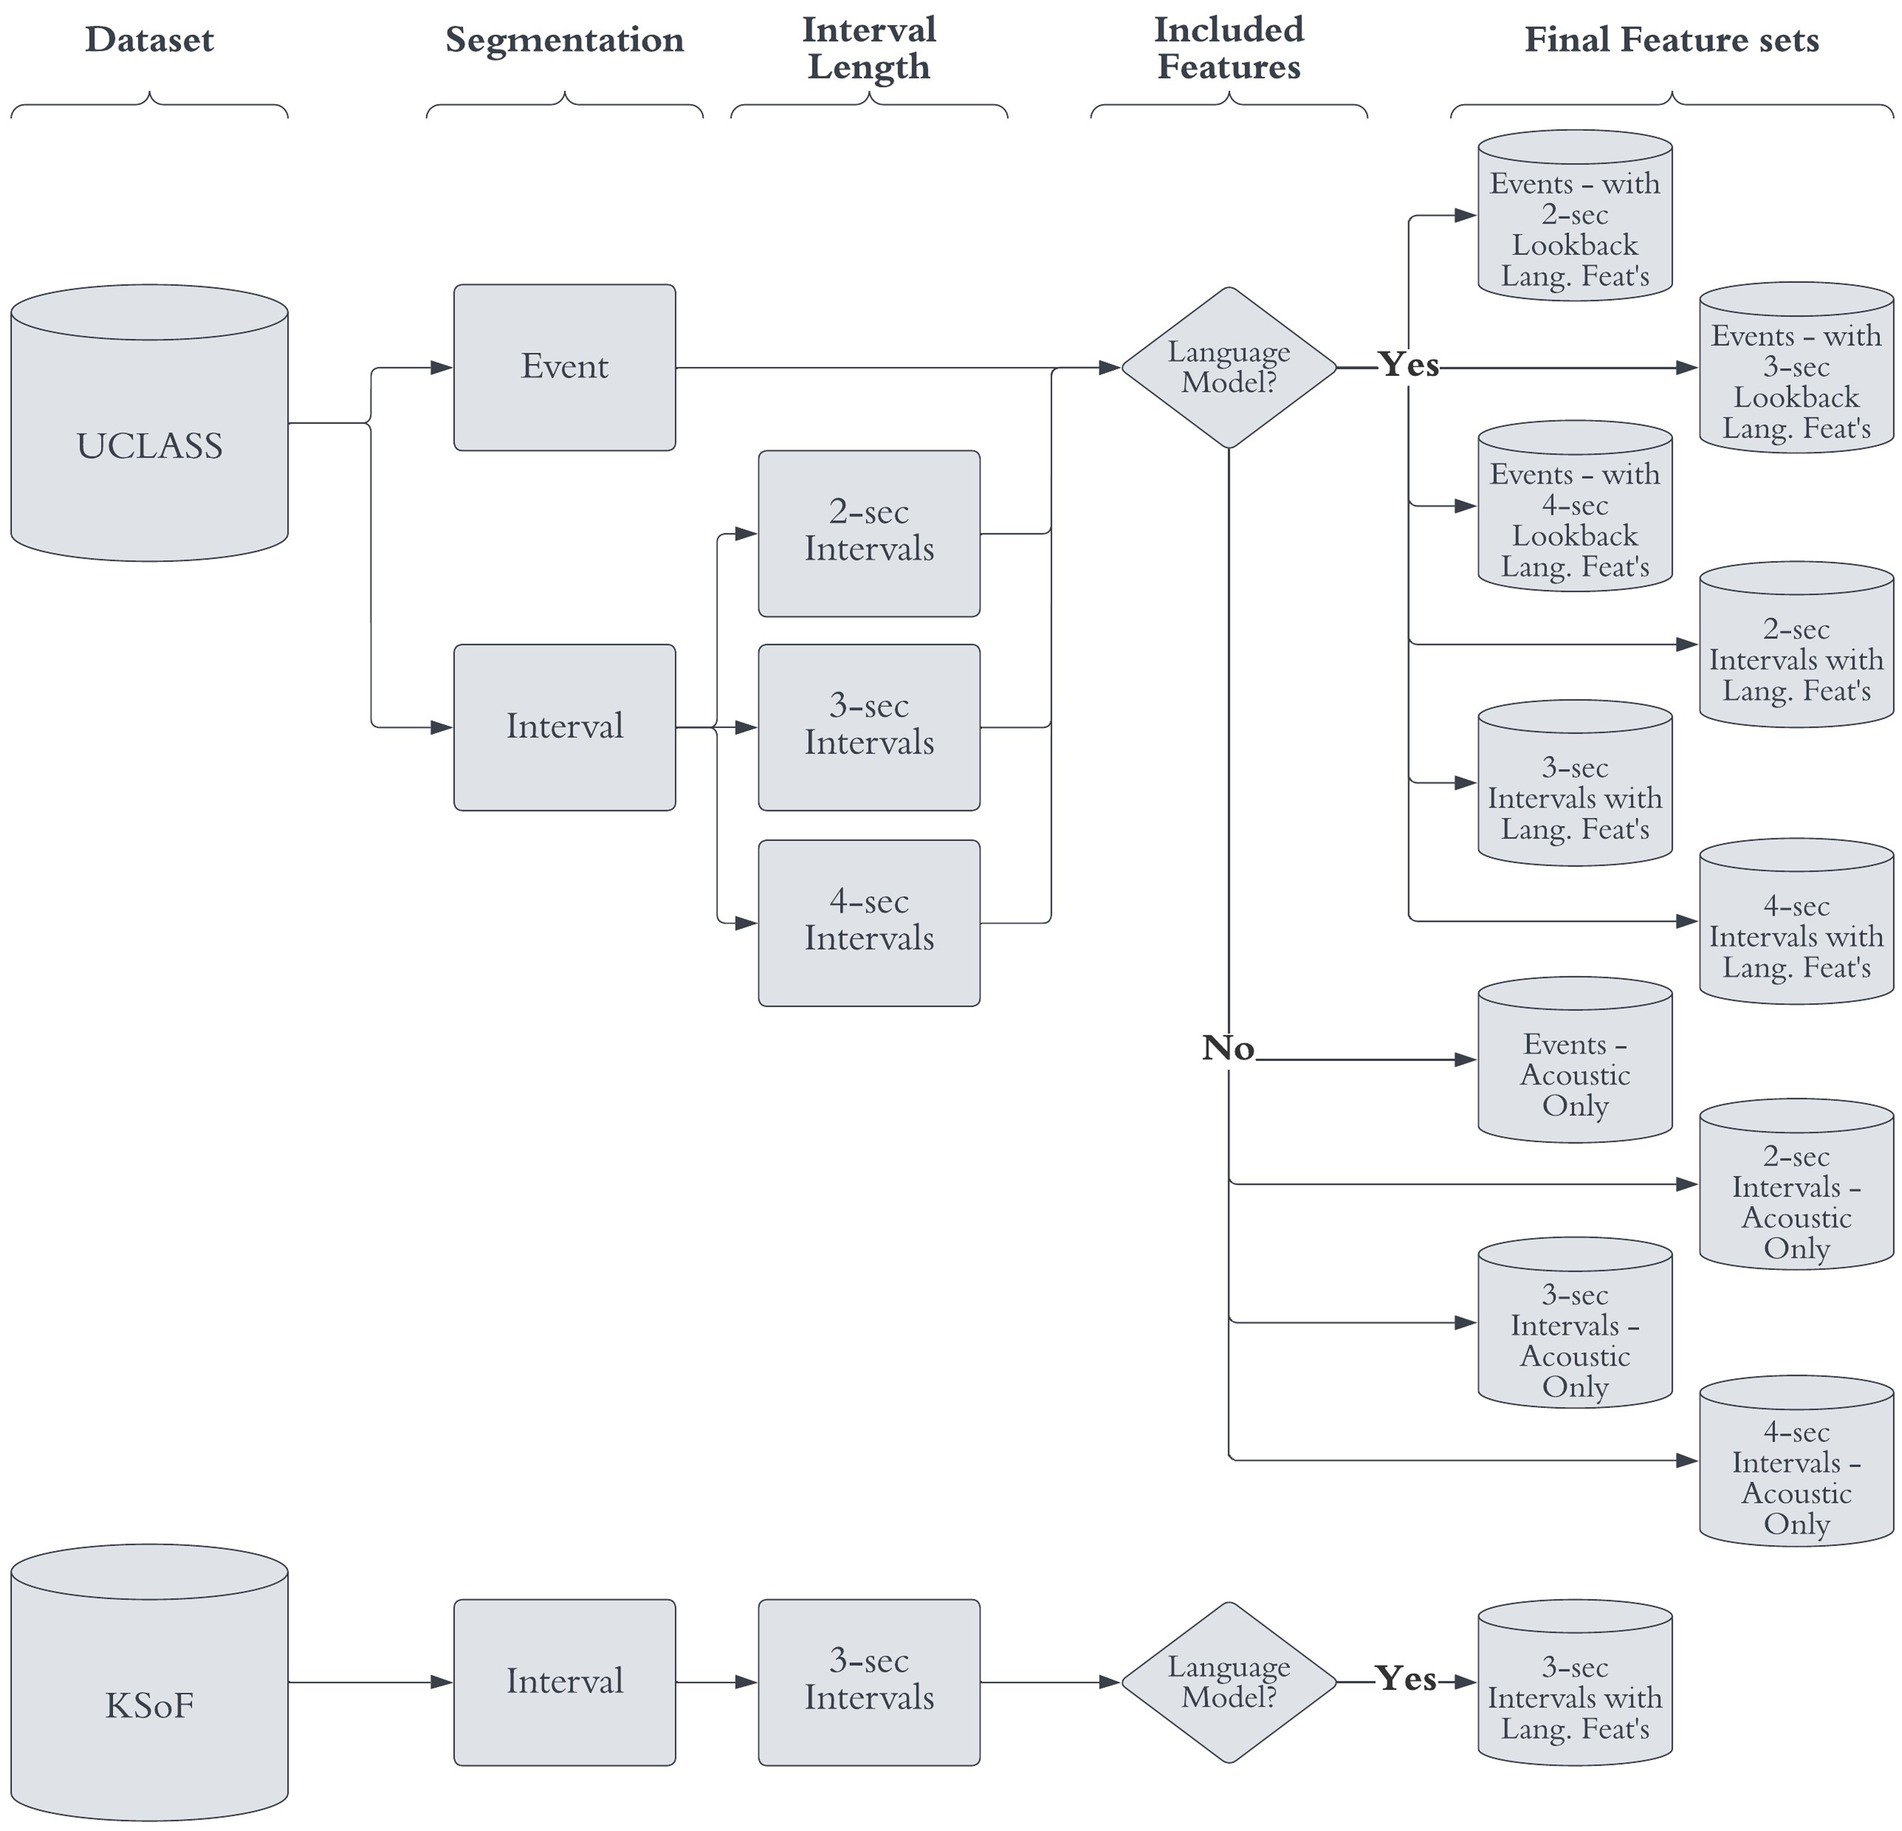 Dataset
Segmentation
Interval
Length
Included
Features
Final Feature sets
UCLASS
Event
Interval
2-sec
Intervals
3-sec
Intervals
4-sec
Intervals
Language
Model?
Yes
No
Events - with
2-sec
Lookback
Lang. Feat's
Events - with
3-sec
Lookback
Lang. Feat's
Events - with
4-sec
Lookback
Lang. Feat's
2-sec
Intervals with
Lang. Feat's
3-sec
Intervals with
Lang. Feat's
4-sec
Intervals with
Lang. Feat's
Events -
Acoustic
Only
2-sec
Intervals -
Acoustic
Only
3-sec
Intervals -
Acoustic
Only
4-sec
Intervals -
Acoustic
Only
KSoF
Interval
3-sec
Intervals
Language
Model?
Yes
3-sec
Intervals with
Lang. Feat's